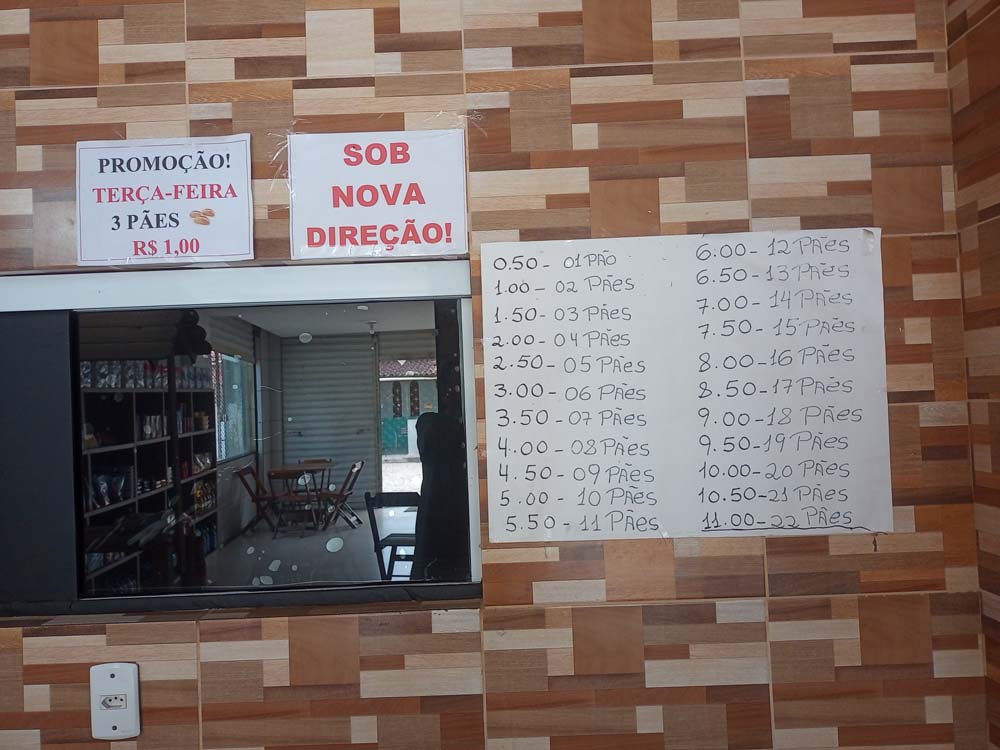 PROMOÇÃO!
TERÇA-FEIRA
3 PÃES
R$ 1,00
SOB
NOVA
DIREÇÃO!
0.50 - 01 PÃO
1.00 - 02 PÃES
1.50 - 03 PÃES
2.00 - 04 PÃES
2.50 - 05 PÃES
3.00 - 06 PÃES
3.50 - 07 PÃES
4.00 - 08 PÃES
4.50 - 09 PÃES
5.00 - 10 PÃES
5.50 - 11 PÃES
6.00 - 12 PÃES
6.50 - 13 PÃES
7.00 - 14 PÃES
7.50 - 15 PÃES
8.00 - 16 PÃES
8.50 - 17 PÃES
9.00 - 18 PÃES
9.50 - 19 PÃES
10.00 - 20 PÃES
10.50 - 21 PÃES
11.00 - 22 PÃES